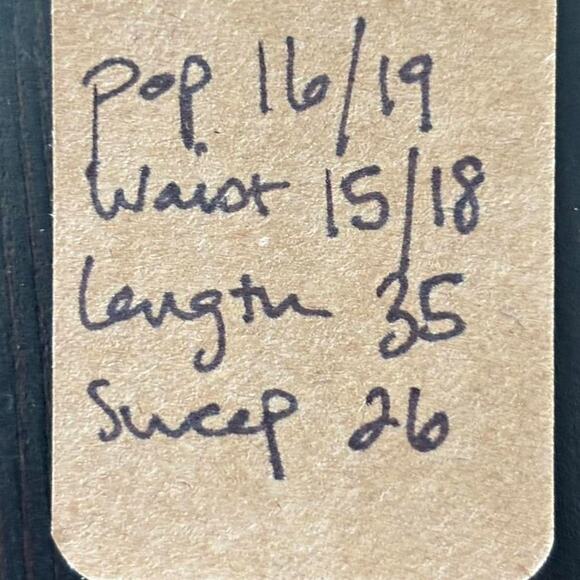 pop 16/19
Waist 15/18
Length 35
Sweep 26